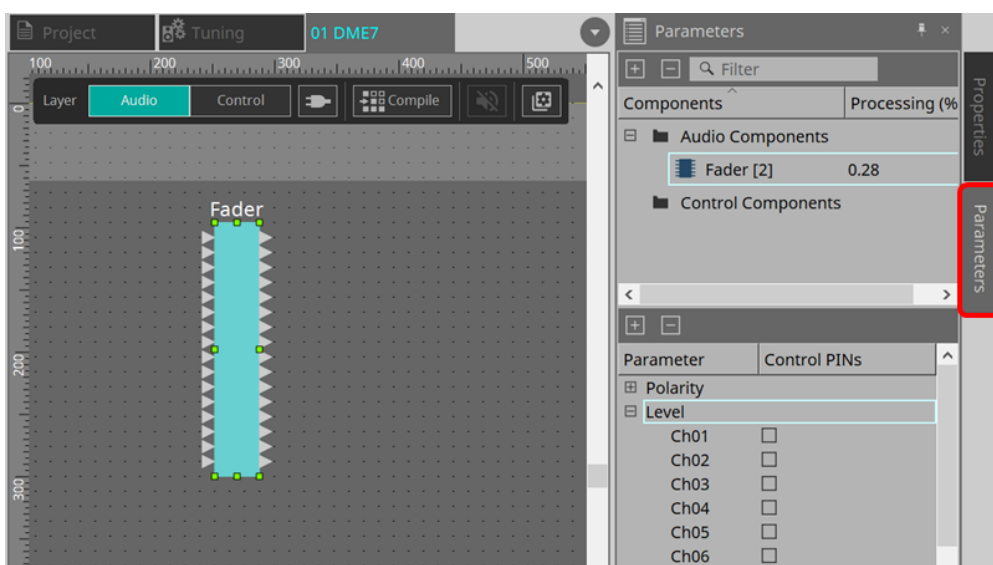 Project
Tuning
01 DME7
Parameters
100 200 300 400 500
Filter
0
Layer
Audio
Control
Compile
Components
Processing (%
Audio Components
Fader [2]
0.28
Control Components
Properties
Parameters
Fader
100
200
300
Parameter
Control PINs
Polarity
Level
Ch01
Ch02
Ch03
Ch04
Ch05
Ch06